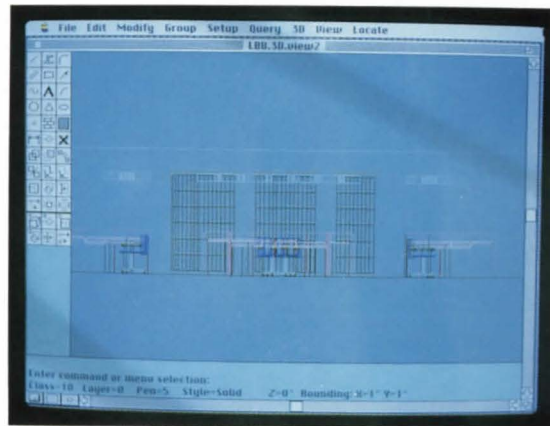 File Edit Modify Group Setup Query 3D View Locate
LBU.3D.view2
Enter command or menu selection:
Class=10 Layer=0 Pen=5 Style=Solid Z=0' Rounding: X=1' Y=1'